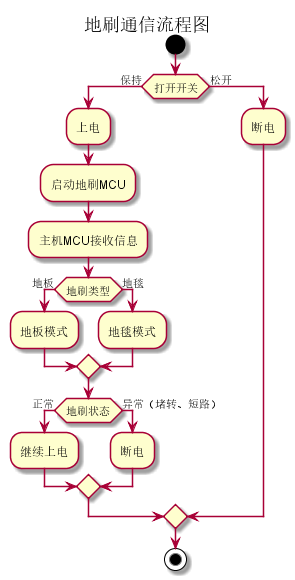 地刷通信流程图
保持
打开开关
松开
上电
断电
启动地刷MCU
主机MCU接收信息
地板
地刷类型
地毯
地板模式
地毯模式
正常
地刷状态
异常（堵转、短路）
继续上电
断电